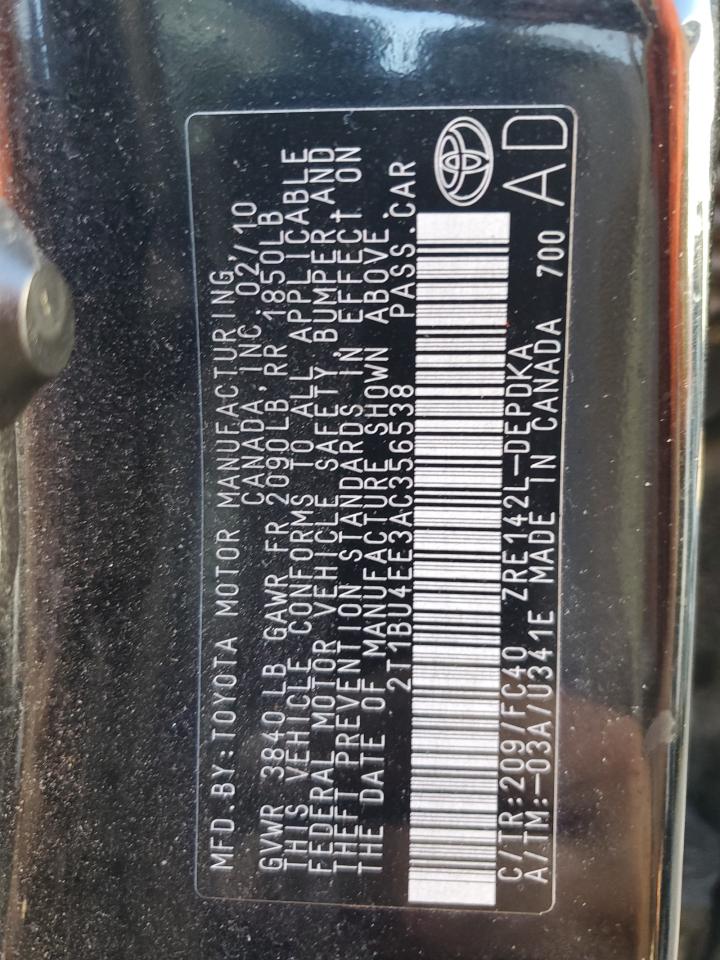 MFD.BY:TOYOTA MOTOR MANUFACTURING,
CANADA, INC.02/10
GVWR 3840LB GAWR FR 2090LB, RR 1850LB
THIS VEHICLE CONFORMS TO ALL APPLICABLE
FEDERAL MOTOR VEHICLE SAFETY, BUMPER, AND
THEFT PREVENTION STANDARDS IN EFFECT ON
THE DATE OF MANUFACTURE SHOWN ABOVE.
2T1BU4EE3AC356538 PASS.CAR
C/TR:209/FC40 ZRE142L-DEPDKA
A/TM:-03A/U341E MADE IN CANADA 700
AD